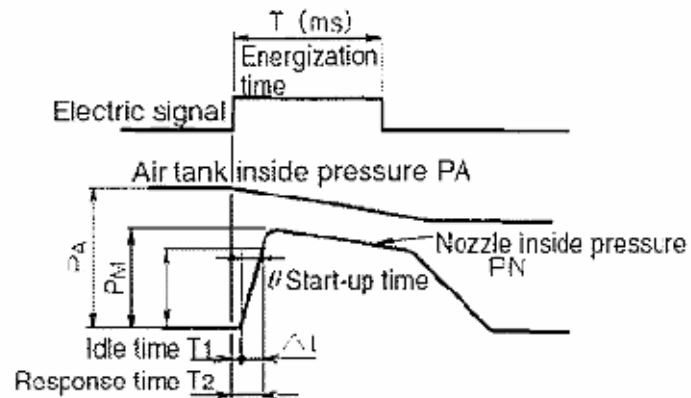 T (ms)
Energization
time
Electric signal
Air tank inside pressure PA
PA
PM
Nozzle inside pressure
PN
θ Start-up time
Idle time T1
Δt
Response time T2